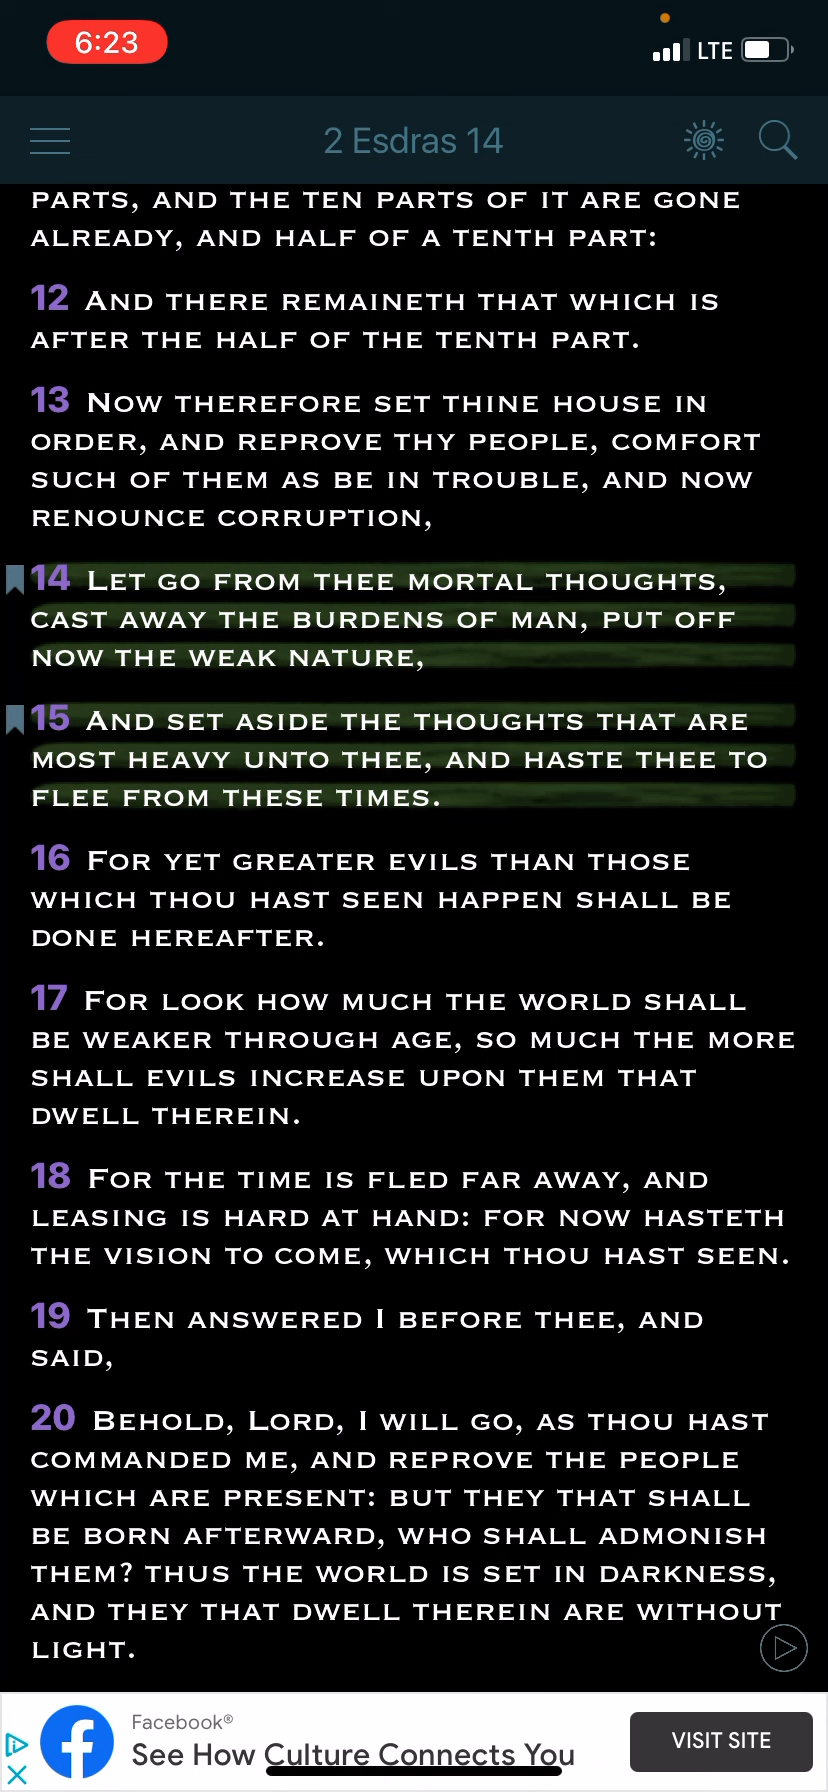 6:23
LTE
2 Esdras 14
PARTS, AND THE TEN PARTS OF IT ARE GONE
ALREADY, AND HALF OF A TENTH PART:
12 AND THERE REMAINETH THAT WHICH IS
AFTER THE HALF OF THE TENTH PART.
13 NOW THEREFORE SET THINE HOUSE IN
ORDER, AND REPROVE THY PEOPLE, COMFORT
SUCH OF THEM AS BE IN TROUBLE, AND NOW
RENOUNCE CORRUPTION,
14 LET GO FROM THEE MORTAL THOUGHTS,
CAST AWAY THE BURDENS OF MAN, PUT OFF
NOW THE WEAK NATURE,
15 AND SET ASIDE THE THOUGHTS THAT ARE
MOST HEAVY UNTO THEE, AND HASTE THEE TO
FLEE FROM THESE TIMES.
16 FOR YET GREATER EVILS THAN THOSE
WHICH THOU HAST SEEN HAPPEN SHALL BE
DONE HEREAFTER.
17 FOR LOOK HOW MUCH THE WORLD SHALL
BE WEAKER THROUGH AGE, SO MUCH THE MORE
SHALL EVILS INCREASE UPON THEM THAT
DWELL THEREIN.
18 FOR THE TIME IS FLED FAR AWAY, AND
LEASING IS HARD AT HAND: FOR NOW HASTETH
THE VISION TO COME, WHICH THOU HAST SEEN.
19 THEN ANSWERED I BEFORE THEE, AND
SAID,
20 BEHOLD, LORD, I WILL GO, AS THOU HAST
COMMANDED ME, AND REPROVE THE PEOPLE
WHICH ARE PRESENT: BUT THEY THAT SHALL
BE BORN AFTERWARD, WHO SHALL ADMONISH
THEM? THUS THE WORLD IS SET IN DARKNESS,
AND THEY THAT DWELL THEREIN ARE WITHOUT
LIGHT.
Facebook®
See How Culture Connects You
VISIT SITE